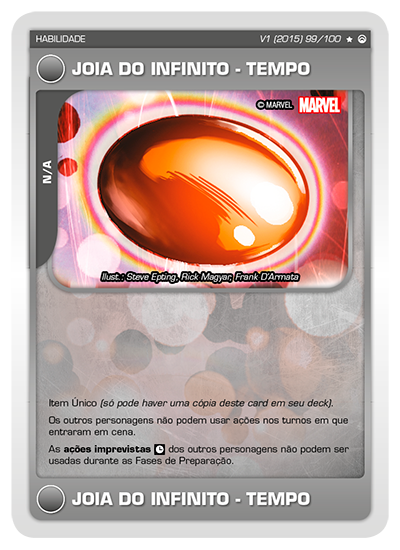 HABILIDADE V1 (2015) 99/100
JOIA DO INFINITO - TEMPO
© MARVEL MARVEL
N/A
Ilust.: Steve Epting, Rick Magyar, Frank D'Armata
Item Único (só pode haver uma cópia deste card em seu deck).
Os outros personagens não podem usar ações nos turnos em que
entraram em cena.
As ações imprevistas dos outros personagens não podem ser
usadas durante as Fases de Preparação.
JOIA DO INFINITO - TEMPO